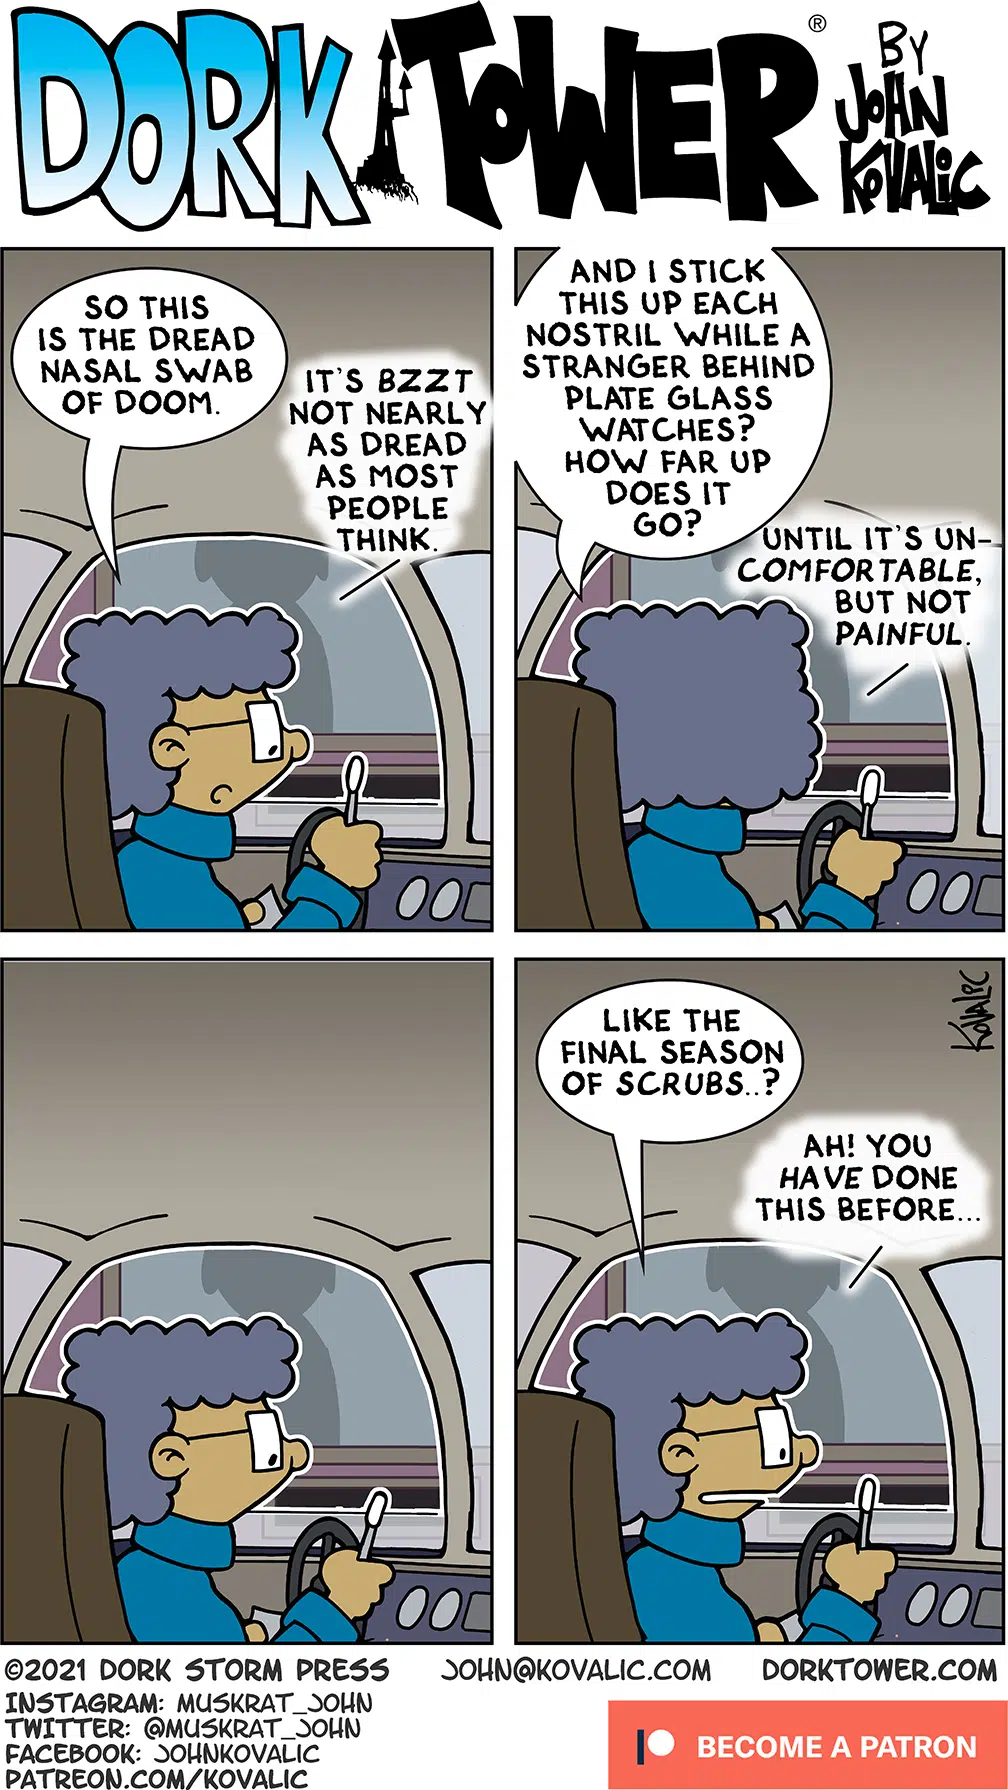 DORK TOWER ®
BY
JOHN
KOVALIC
SO THIS
IS THE DREAD
NASAL SWAB
OF DOOM.
IT'S BZZT
NOT NEARLY
AS DREAD
AS MOST
PEOPLE
THINK.
AND I STICK
THIS UP EACH
NOSTRIL WHILE A
STRANGER BEHIND
PLATE GLASS
WATCHES?
HOW FAR UP
DOES IT
GO?
UNTIL IT'S UN-
COMFORTABLE,
BUT NOT
PAINFUL.
LIKE THE
FINAL SEASON
OF SCRUBS..?
AH! YOU
HAVE DONE
THIS BEFORE...
KOVALIC
©2021 DORK STORM PRESS JOHN@KOVALIC.COM DORKTOWER.COM
INSTAGRAM: MUSKRAT_JOHN
TWITTER: @MUSKRAT_JOHN
FACEBOOK: JOHNKOVALIC
PATREON.COM/KOVALIC
BECOME A PATRON